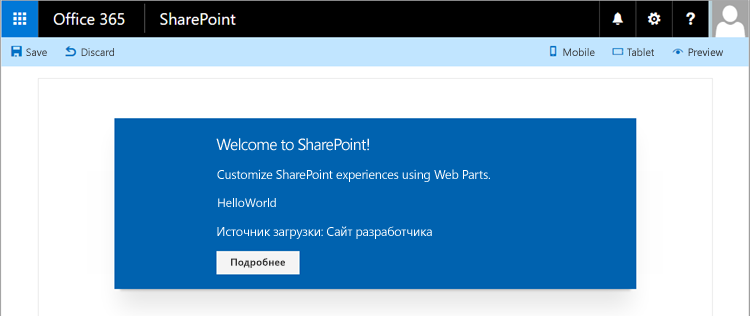 Office 365 SharePoint ?
Save Discard Mobile Tablet Preview
Welcome to SharePoint!
Customize SharePoint experiences using Web Parts.
HelloWorld
Источник загрузки: Сайт разработчика
Подробнее